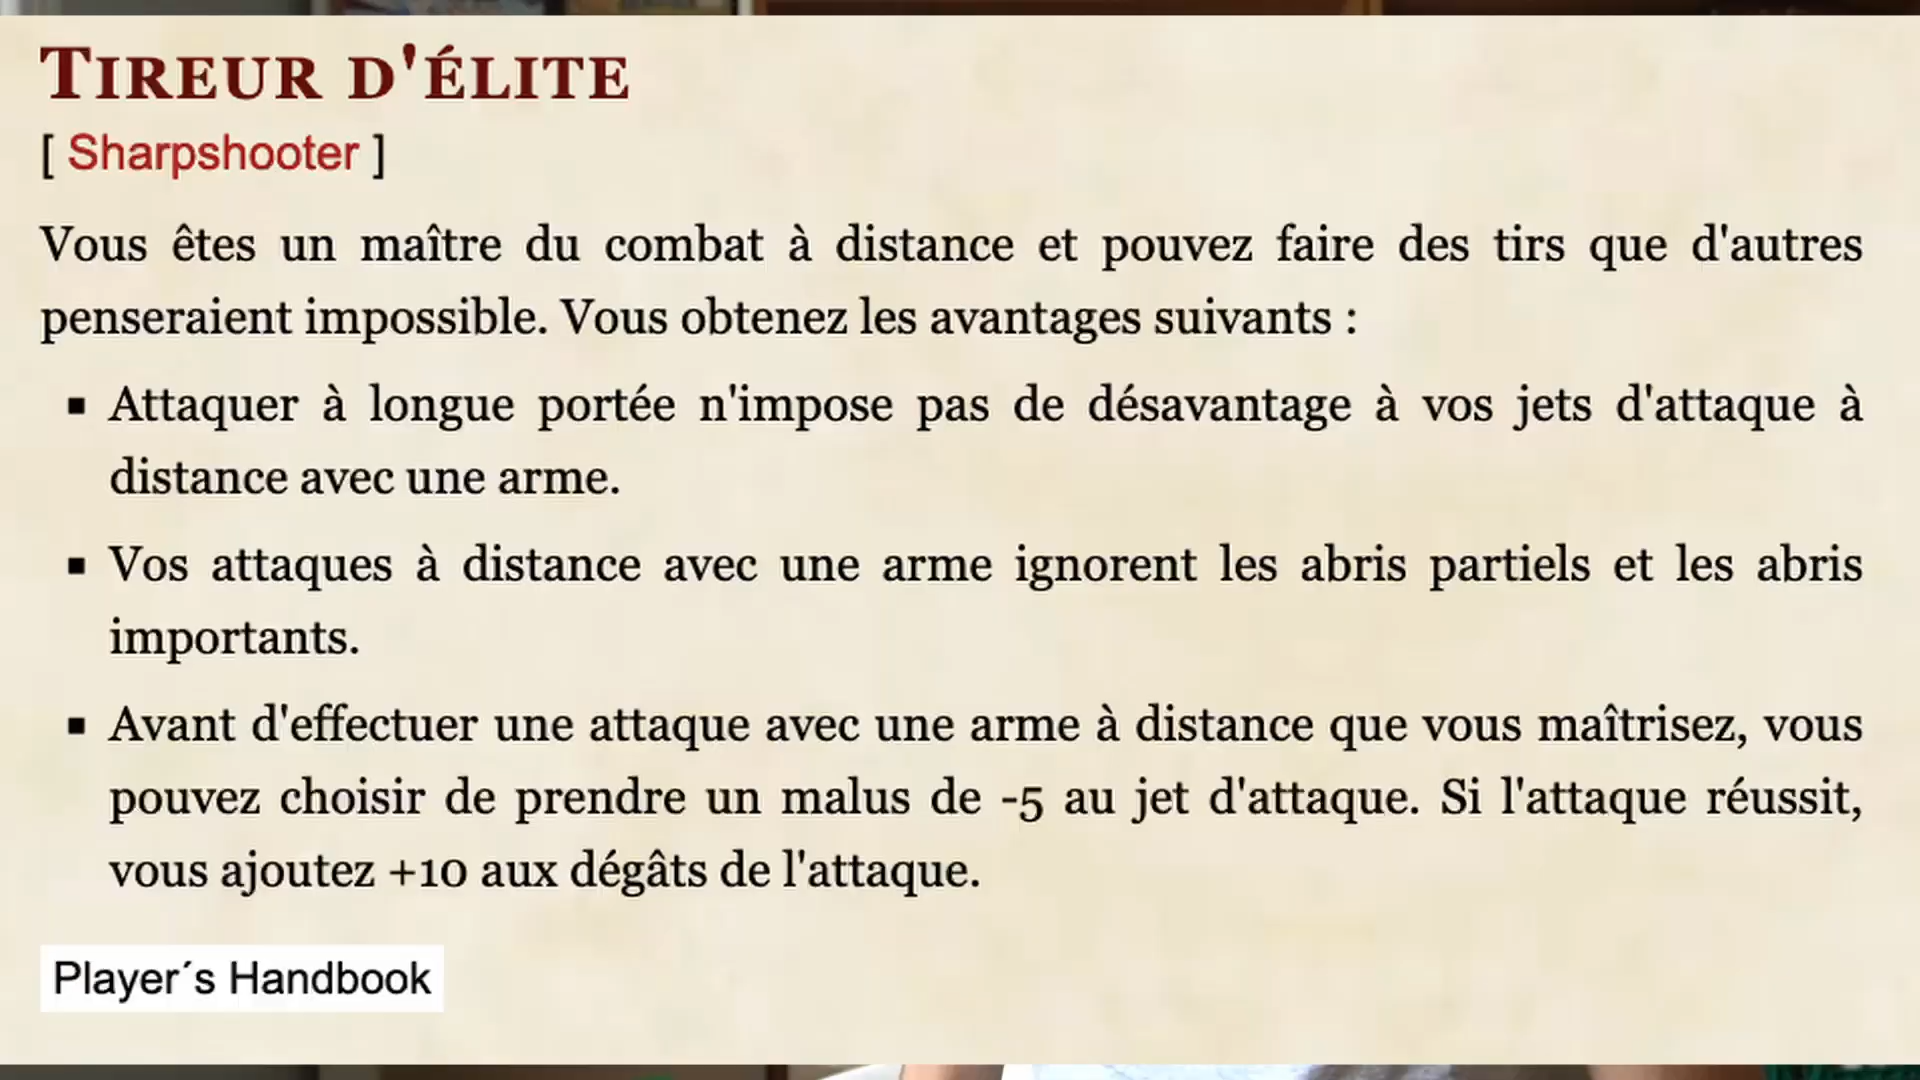 TIREUR D'ÉLITE
[ Sharpshooter ]
Vous êtes un maître du combat à distance et pouvez faire des tirs que d'autres
penseraient impossible. Vous obtenez les avantages suivants :
▪ Attaquer à longue portée n'impose pas de désavantage à vos jets d'attaque à
distance avec une arme.
▪ Vos attaques à distance avec une arme ignorent les abris partiels et les abris
importants.
▪ Avant d'effectuer une attaque avec une arme à distance que vous maîtrisez, vous
pouvez choisir de prendre un malus de -5 au jet d'attaque. Si l'attaque réussit,
vous ajoutez +10 aux dégâts de l'attaque.
Player´s Handbook